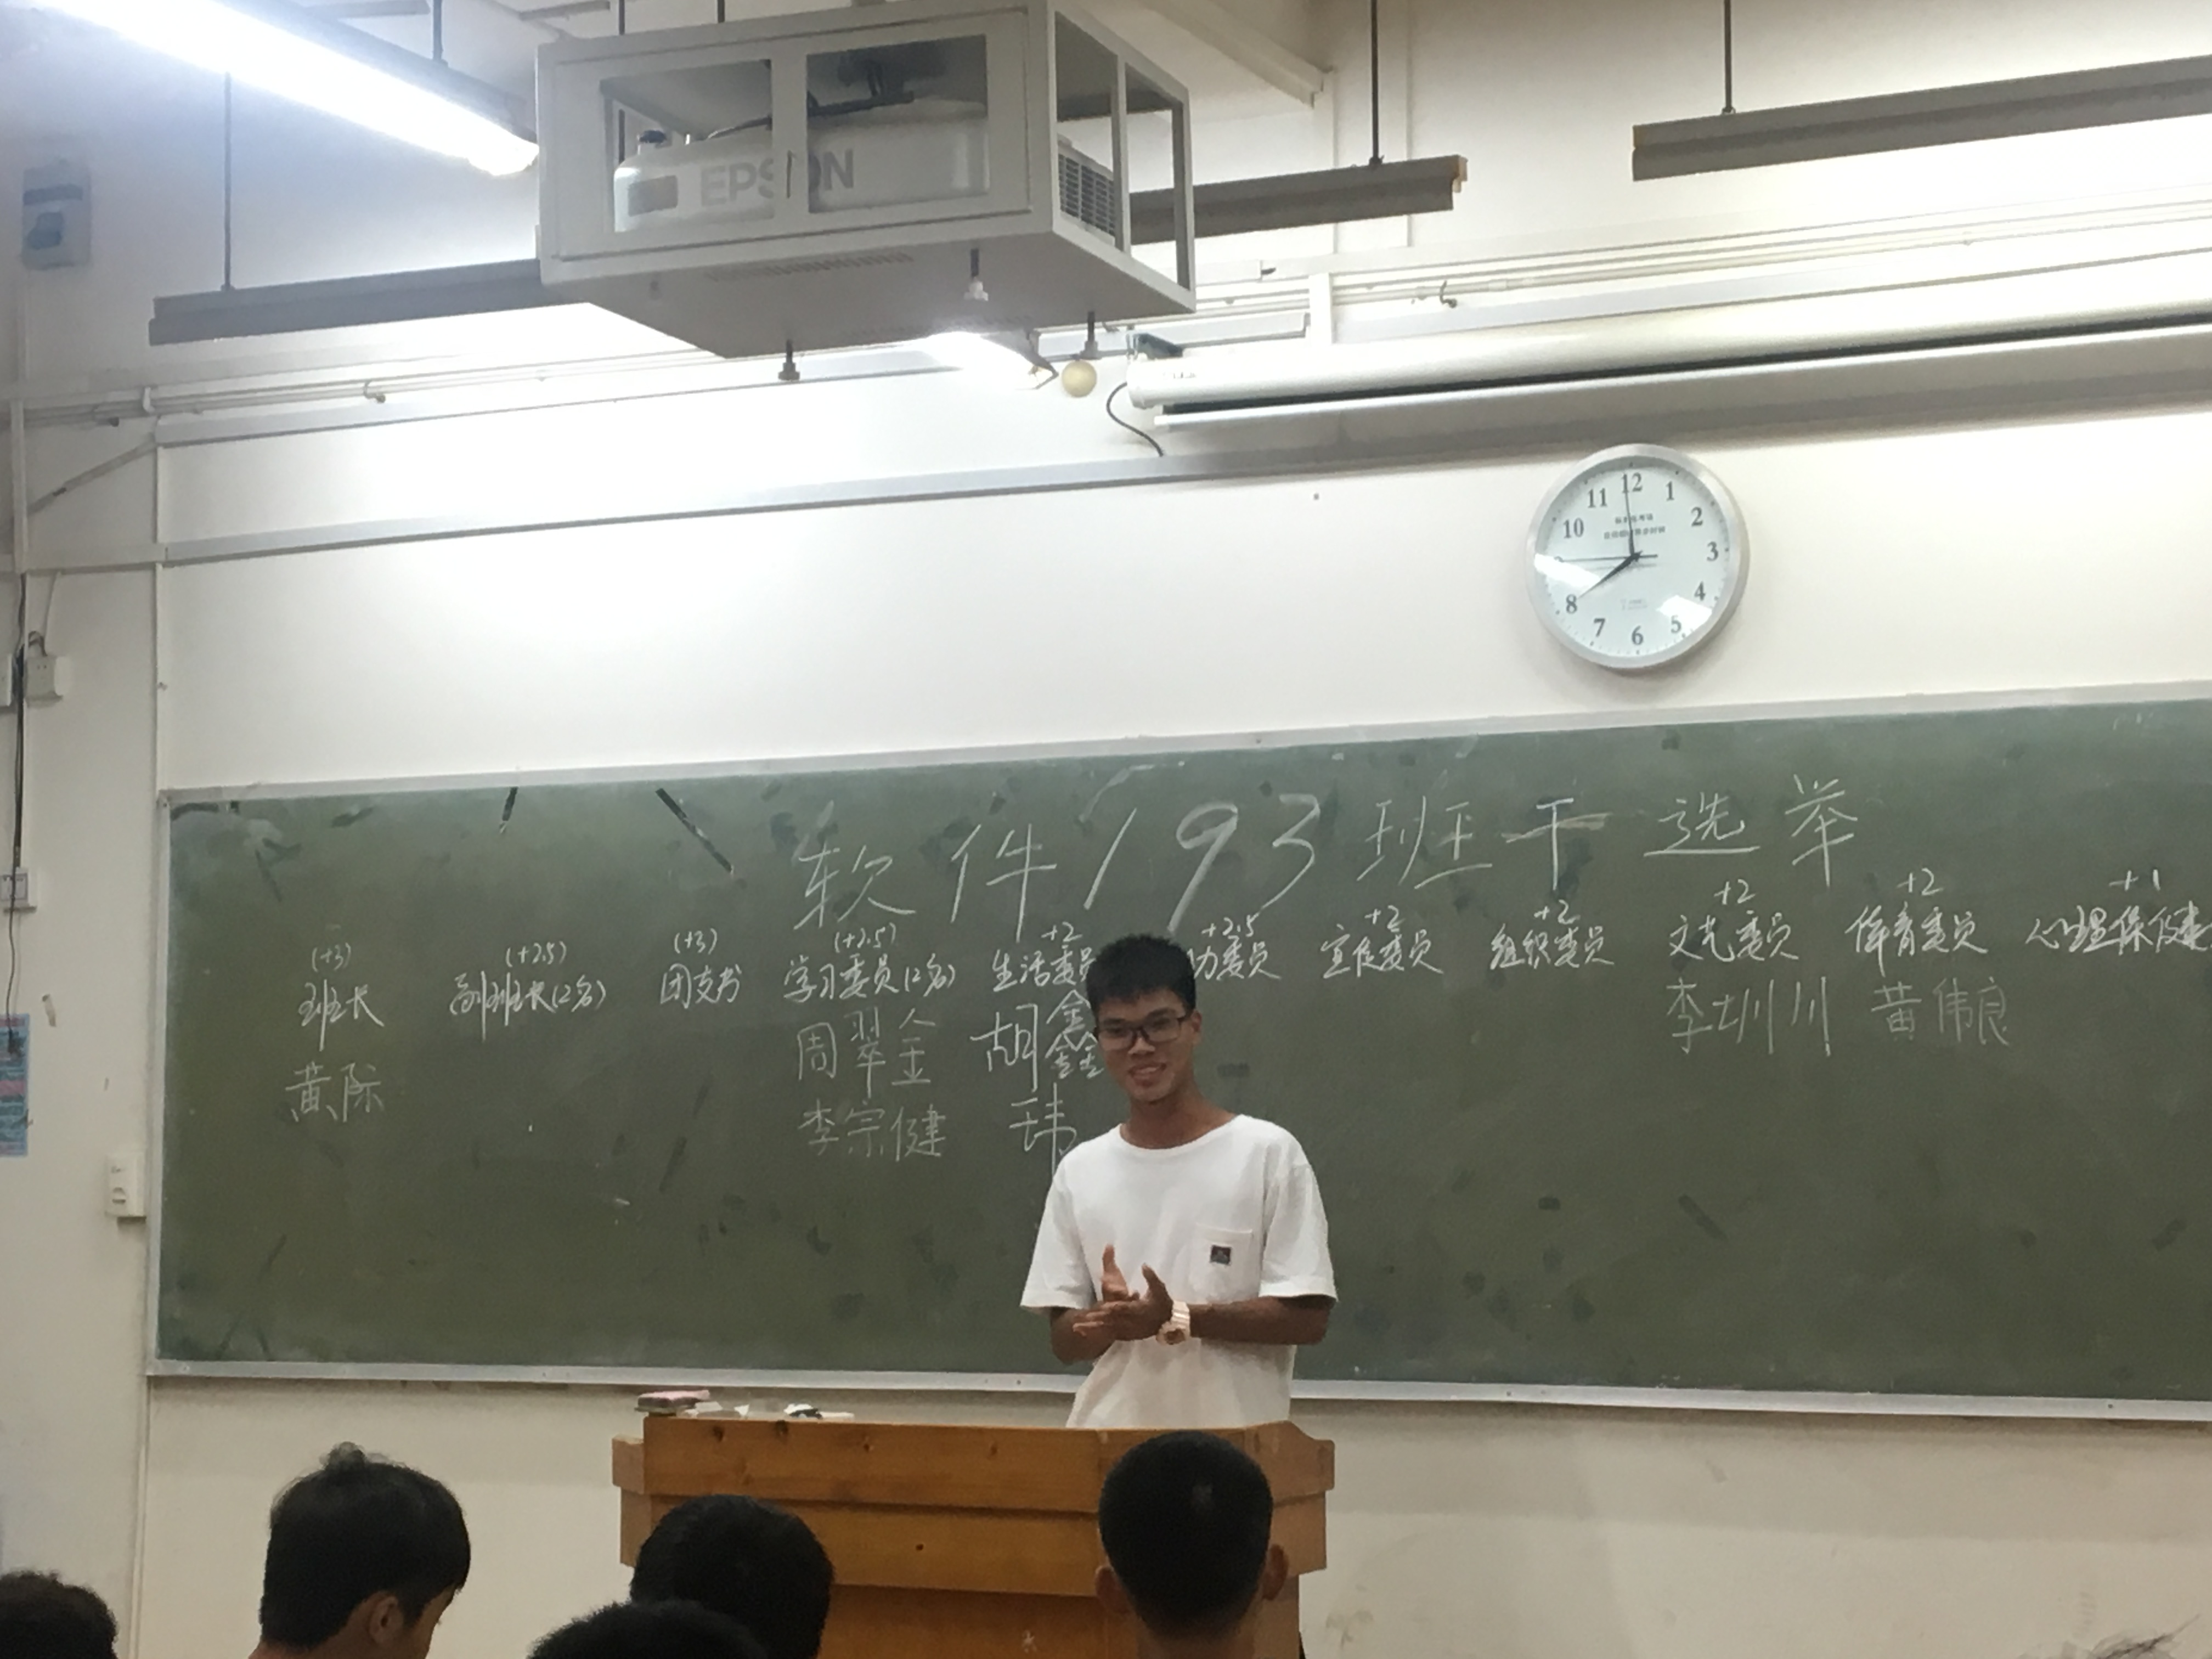 EPSON
11 12 1
10 2
3
8 4
7 6 5
软件193班干选举
(+3) (+2.5) (+3) (+2.5) +2 +2.5 +2 +2 +2 +2 +1
班长 副班长(2名) 团支书 学习委员(2名) 生活委员 力委员 宣传委员 组织委员 文艺委员 体育委员 心理保健
黄际 周翠金 胡鑫 李圳川 黄伟良
李宗健 玮